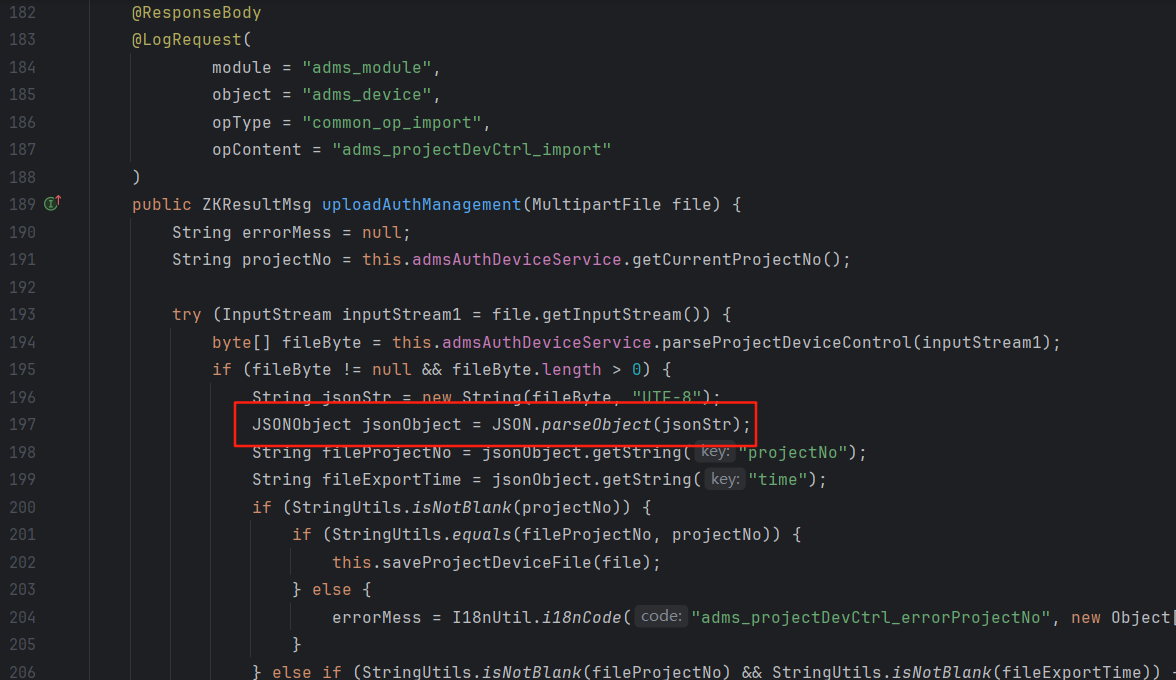 182 @ResponseBody
183 @LogRequest(
184 module = "adms_module",
185 object = "adms_device",
186 opType = "common_op_import",
187 opContent = "adms_projectDevCtrl_import"
188 )
189 public ZKResultMsg uploadAuthManagement(MultipartFile file) {
190 String errorMess = null;
191 String projectNo = this.admsAuthDeviceService.getCurrentProjectNo();
192
193 try (InputStream inputStream1 = file.getInputStream()) {
194 byte[] fileByte = this.admsAuthDeviceService.parseProjectDeviceControl(inputStream1);
195 if (fileByte != null && fileByte.length > 0) {
196 String jsonStr = new String(fileByte, "UTF-8");
197 JSONObject jsonObject = JSON.parseObject(jsonStr);
198 String fileProjectNo = jsonObject.getString( key: "projectNo");
199 String fileExportTime = jsonObject.getString( key: "time");
200 if (StringUtils.isNotBlank(projectNo)) {
201 if (StringUtils.equals(fileProjectNo, projectNo)) {
202 this.saveProjectDeviceFile(file);
203 } else {
204 errorMess = I18nUtil.i18nCode( code: "adms_projectDevCtrl_errorProjectNo", new Object[
205 }
206 } else if (StringUtils.isNotBlank(fileProjectNo) && StringUtils.isNotBlank(fileExportTime))